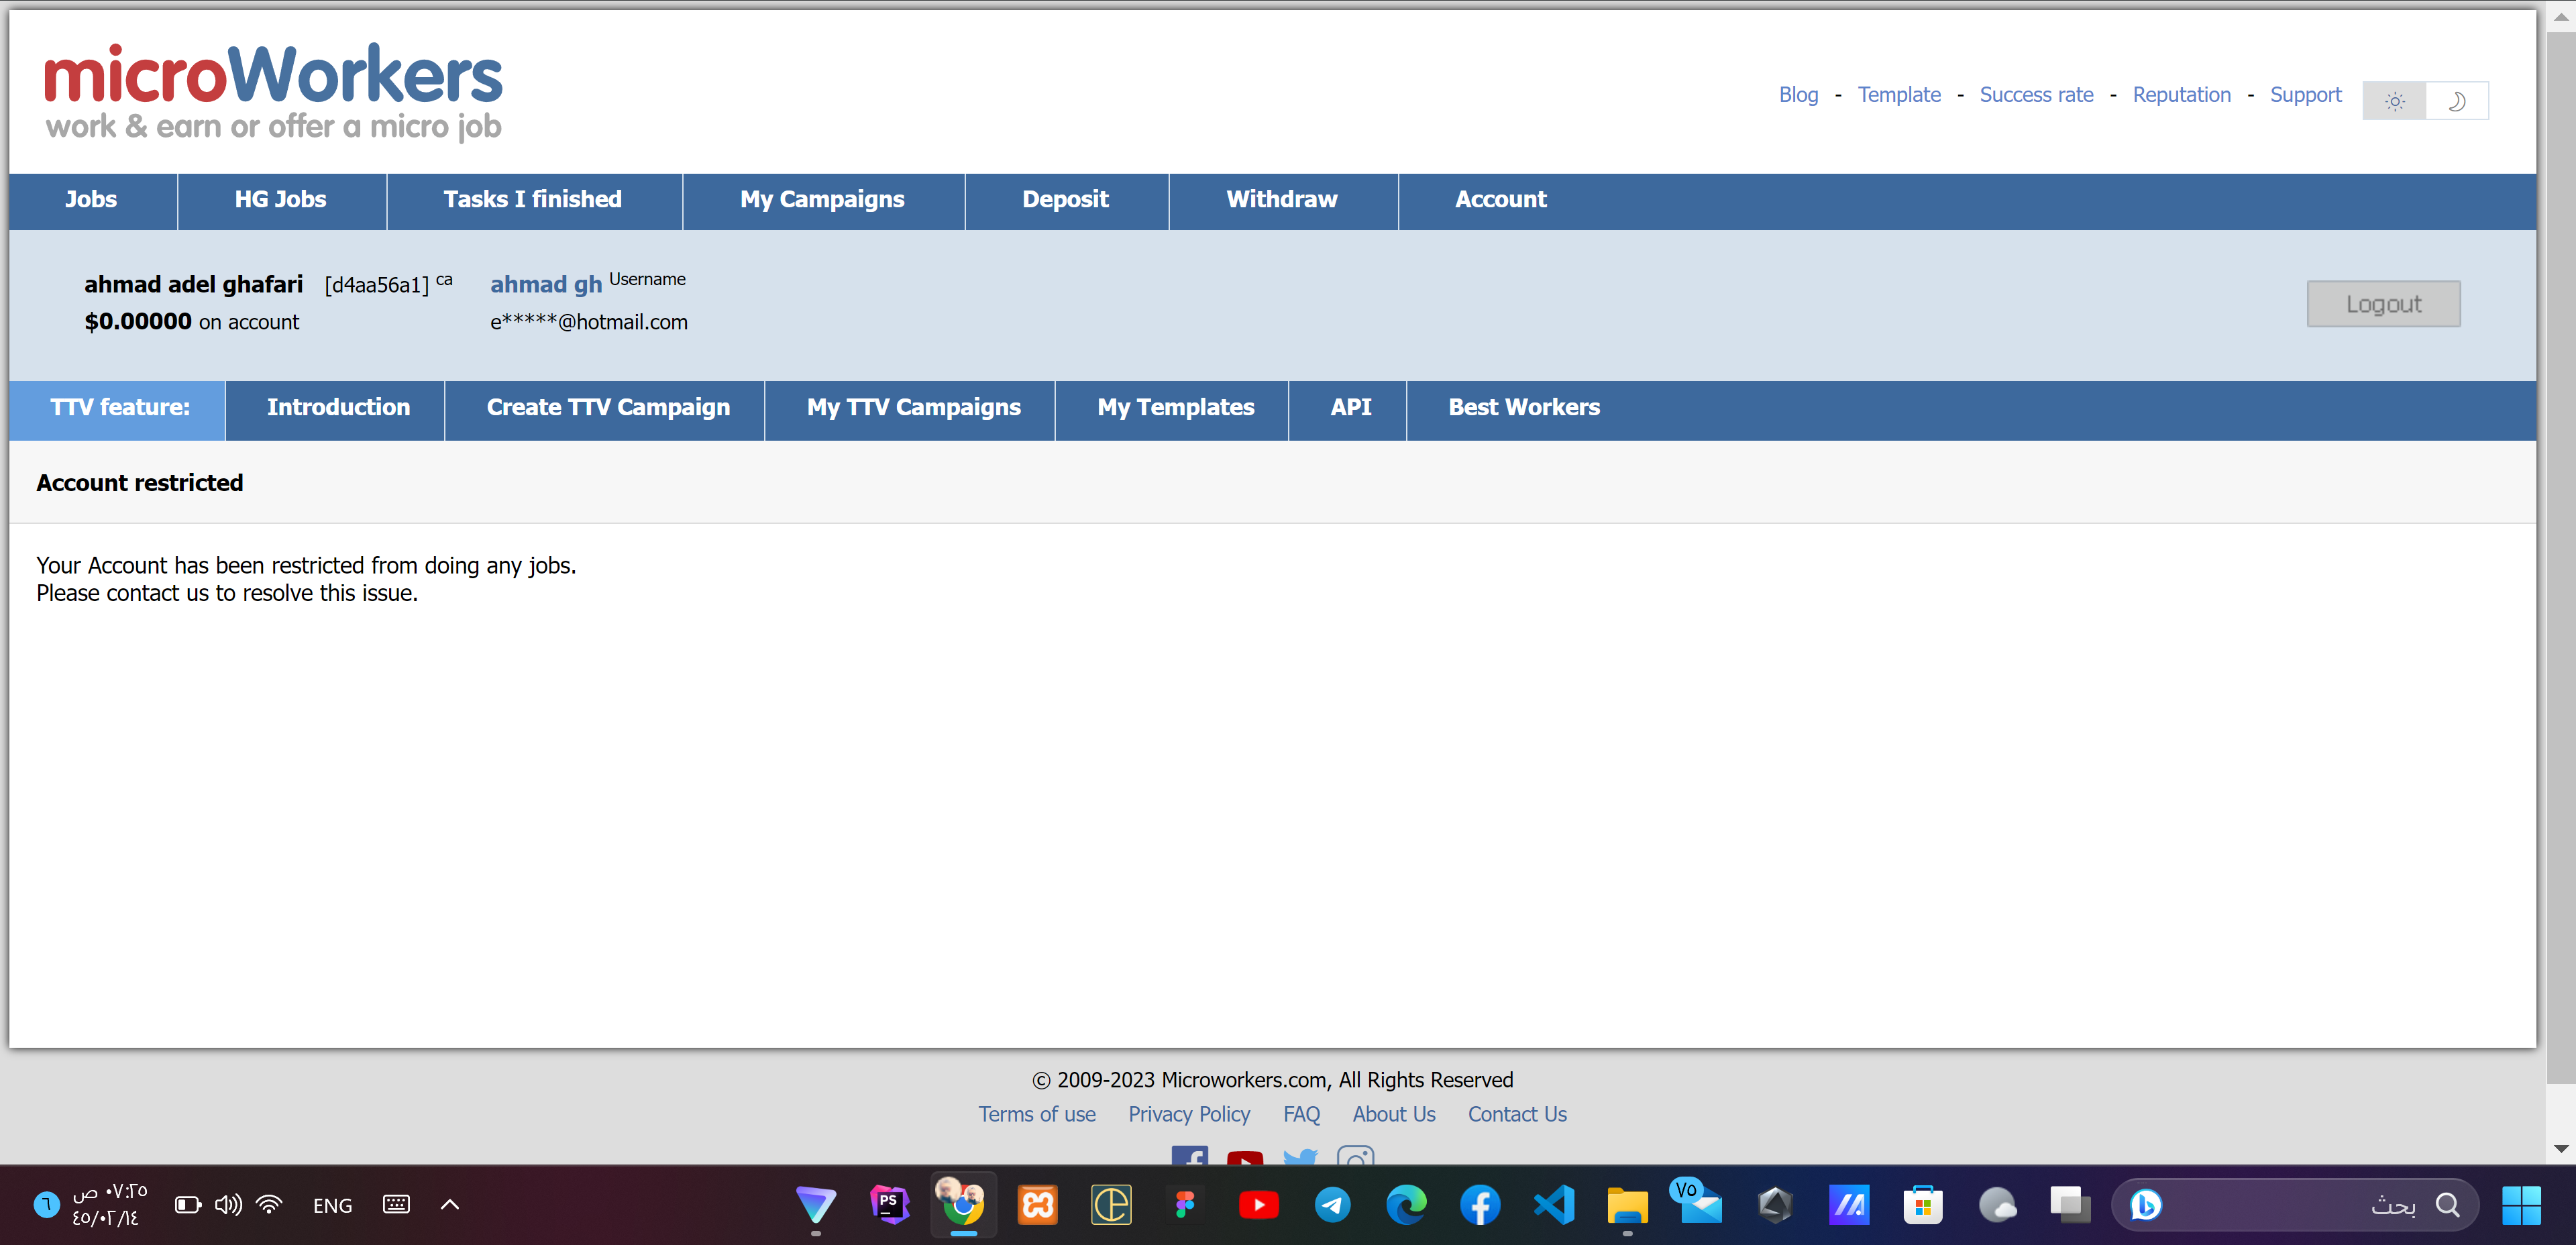 microWorkers
work & earn or offer a micro job
Blog - Template - Success rate - Reputation - Support
Jobs HG Jobs Tasks I finished My Campaigns Deposit Withdraw Account
ahmad adel ghafari [d4aa56a1] ca ahmad gh Username
$0.00000 on account e*****@hotmail.com
Logout
TTV feature: Introduction Create TTV Campaign My TTV Campaigns My Templates API Best Workers
Account restricted
Your Account has been restricted from doing any jobs.
Please contact us to resolve this issue.
© 2009-2023 Microworkers.com, All Rights Reserved
Terms of use Privacy Policy FAQ About Us Contact Us
٦
٠٧:٢٥ ص
٤٥/٠٢/١٤
ENG
PS
٧٥
بحث